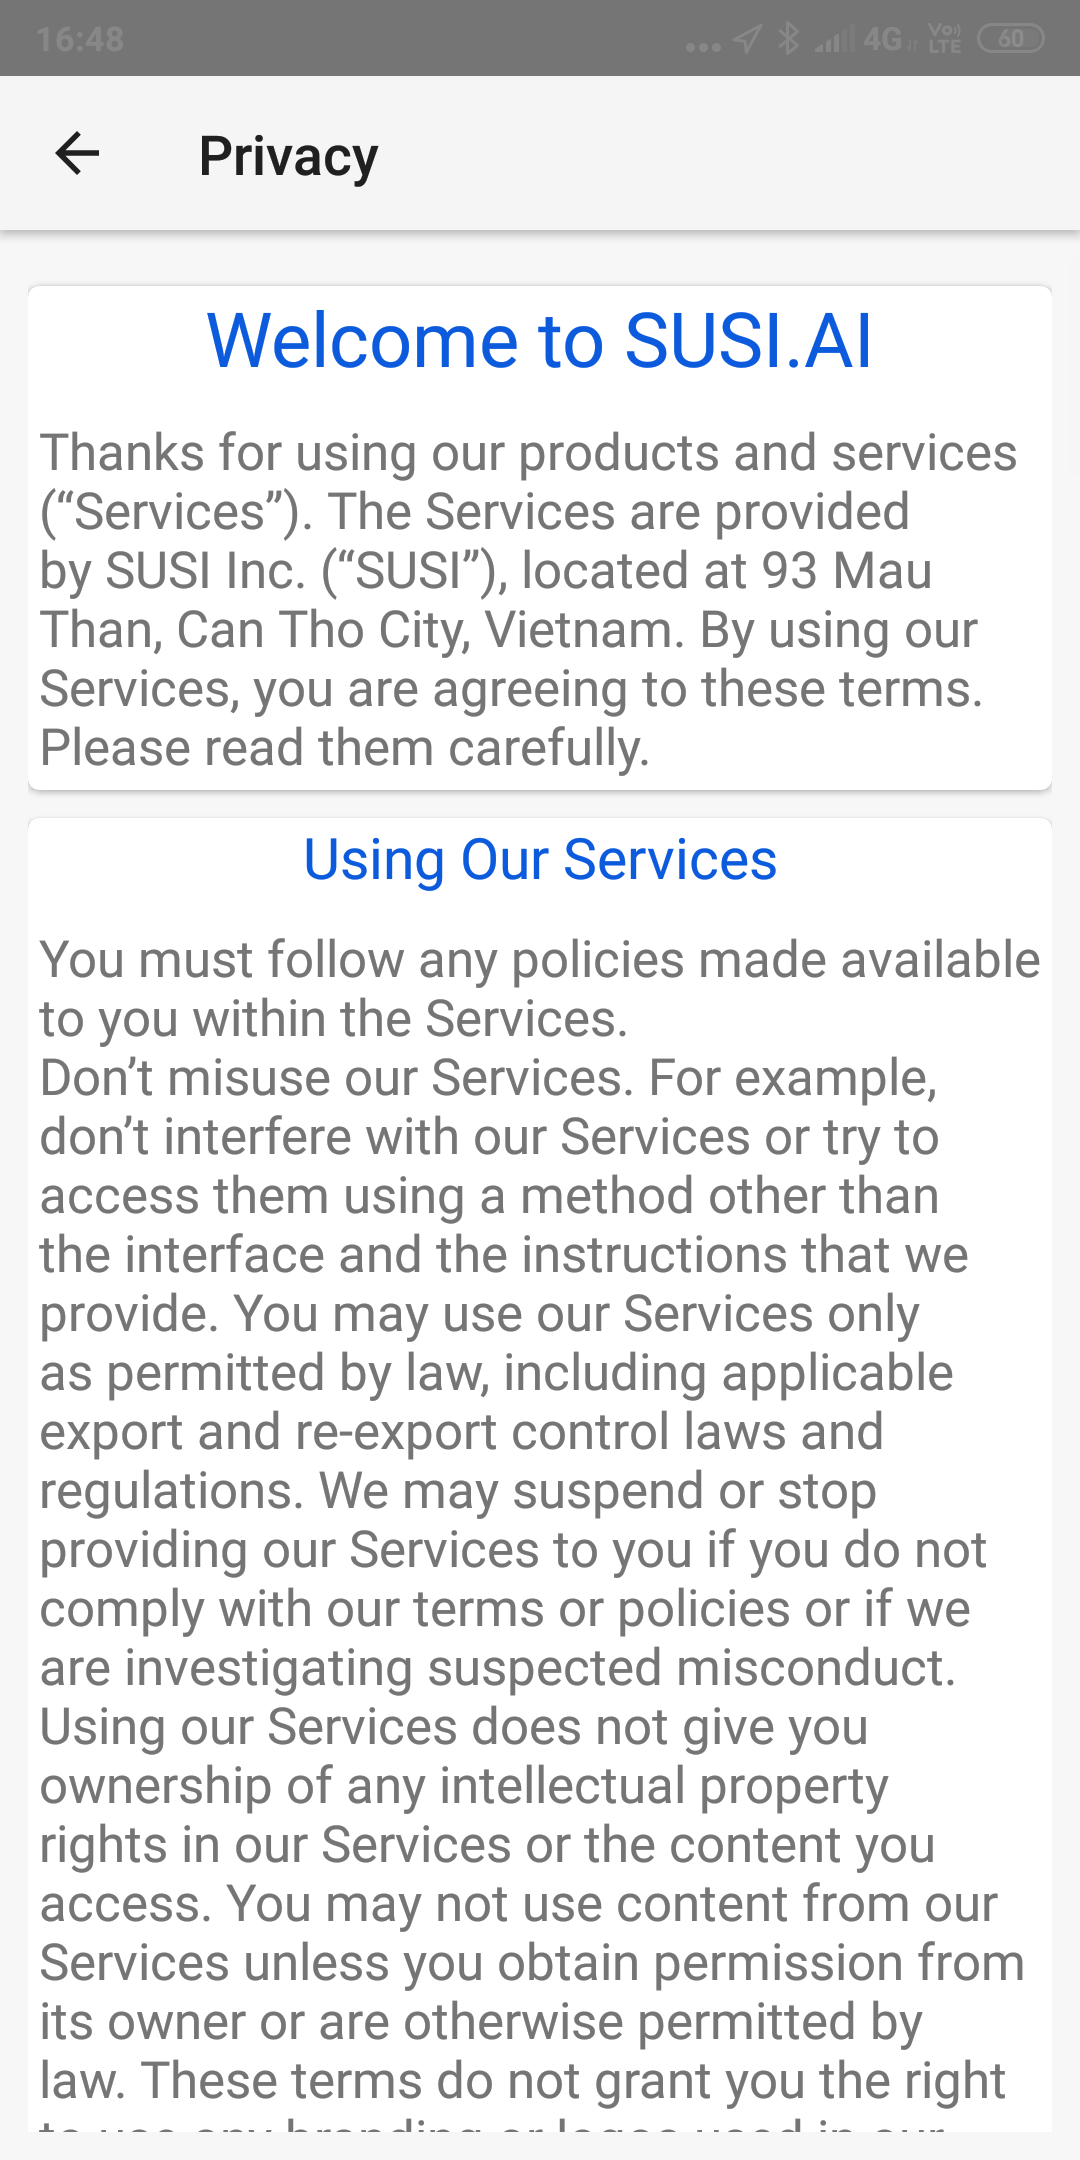 16:48
4G
Vo))
LTE
60
Privacy
Welcome to SUSI.AI
Thanks for using our products and services
(“Services”). The Services are provided
by SUSI Inc. (“SUSI”), located at 93 Mau
Than, Can Tho City, Vietnam. By using our
Services, you are agreeing to these terms.
Please read them carefully.
Using Our Services
You must follow any policies made available
to you within the Services.
Don’t misuse our Services. For example,
don’t interfere with our Services or try to
access them using a method other than
the interface and the instructions that we
provide. You may use our Services only
as permitted by law, including applicable
export and re-export control laws and
regulations. We may suspend or stop
providing our Services to you if you do not
comply with our terms or policies or if we
are investigating suspected misconduct.
Using our Services does not give you
ownership of any intellectual property
rights in our Services or the content you
access. You may not use content from our
Services unless you obtain permission from
its owner or are otherwise permitted by
law. These terms do not grant you the right
to use any branding or logos used in our